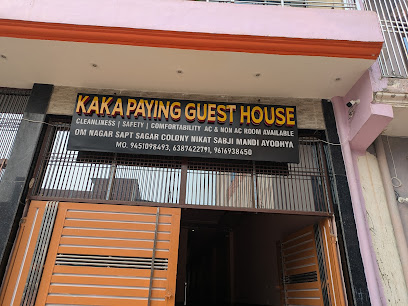 KAKA PAYING GUEST HOUSE
CLEANLINESS | SAFETY | COMFORTABILITY AC & NON AC ROOM AVAILABLE
OM NAGAR SAPT SAGAR COLONY NIKAT SABJI MANDI AYODHYA
MO. 9451098493, 6387422791, 9616938450